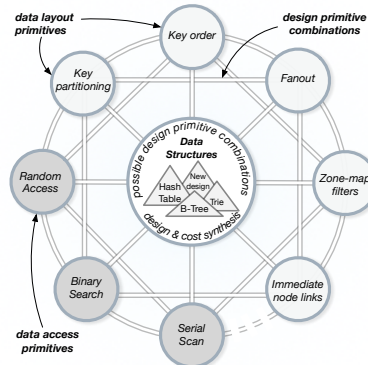 data layout
primitives
design primitive
combinations
Key order
Key
partitioning
Fanout
possible design primitive combinations
Data
Structures
New
design
Hash
Table
Trie
B-Tree
design & cost synthesis
Random
Access
Zone-map
filters
Binary
Search
Immediate
node links
Serial
Scan
data access
primitives